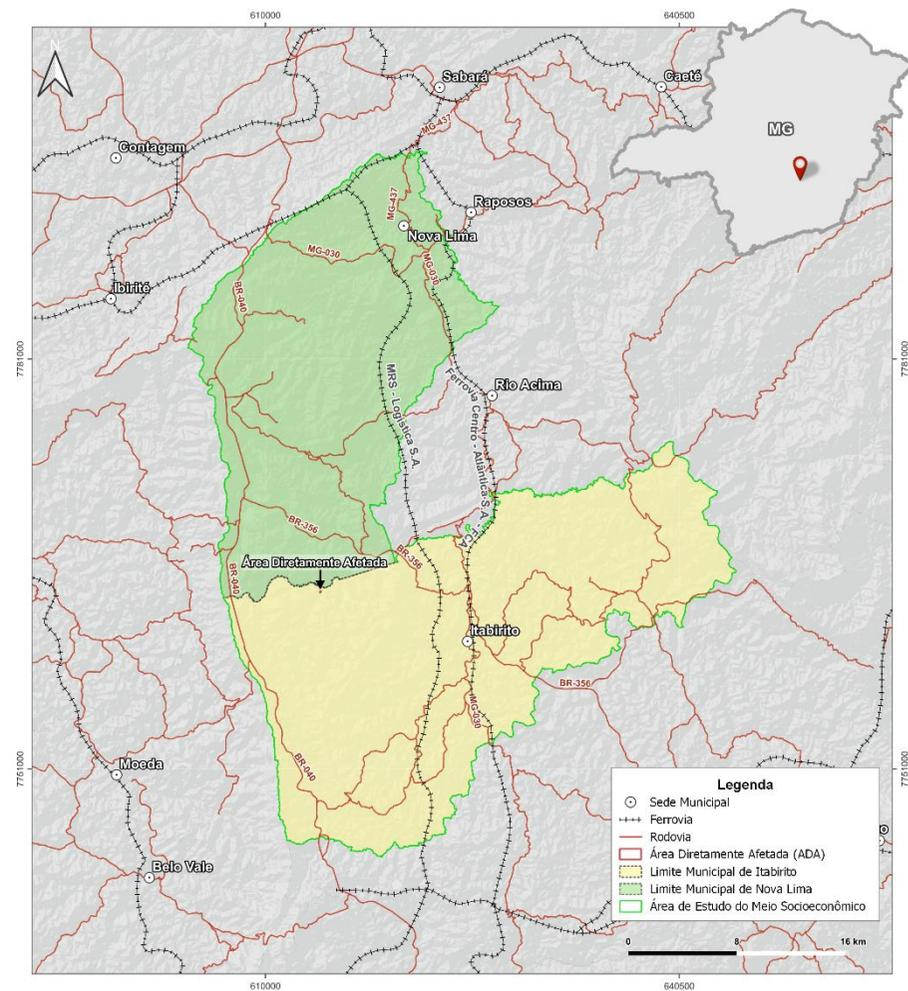 610000
640500
N
Sabará
Caeté
MG-437
MG
Contagem
MG-437
Raposos
Nova Lima
MG-030
MG-030
Ibirité
BR-040
7781000
7781000
MRS - Logística S.A.
Ferrovia Centro - Atlântica S.A. - FCA
Rio Acima
BR-356
BR-356
Área Diretamente Afetada
BR-040
Itabirito
BR-356
MG-030
BR-040
7751000
7751000
Moeda
Belo Vale
Legenda
Sede Municipal
Ferrovia
Rodovia
Área Diretamente Afetada (ADA)
Limite Municipal de Itabirito
Limite Municipal de Nova Lima
Área de Estudo do Meio Socioeconômico
0 8 16 km
610000
640500